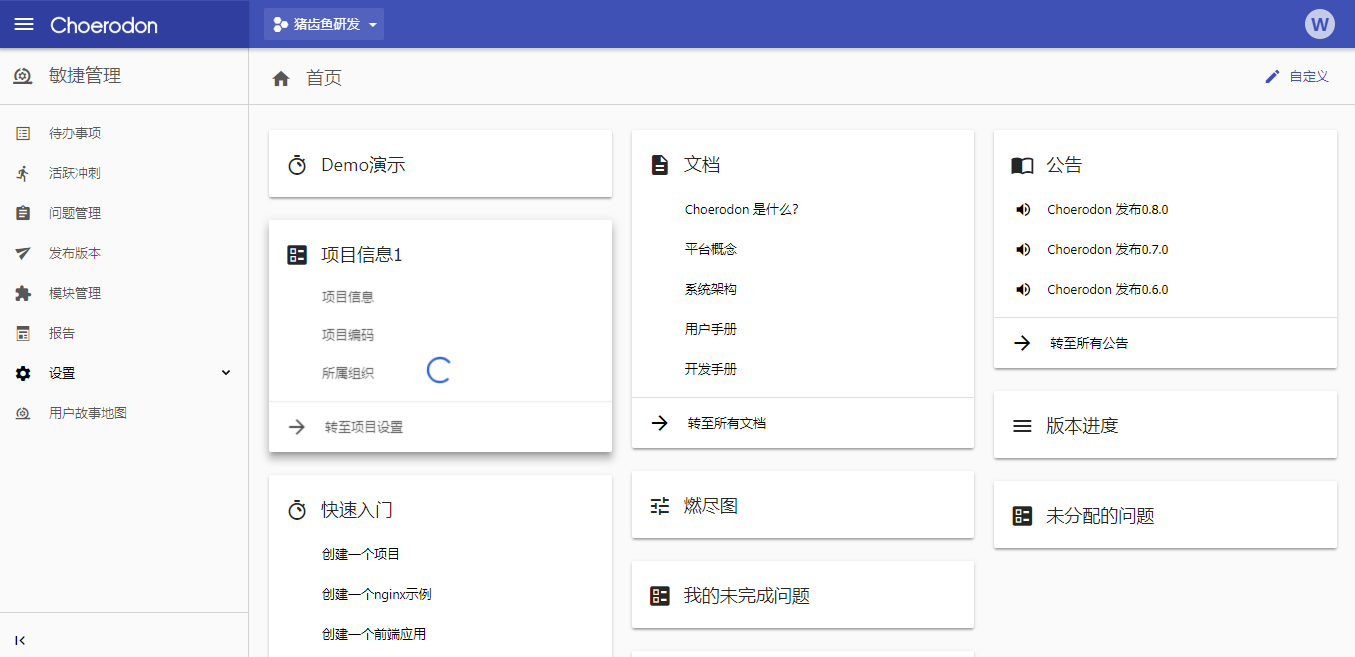 Choerodon
猪齿鱼研发
W
敏捷管理
首页
自定义
待办事项
活跃冲刺
问题管理
发布版本
模块管理
报告
设置
用户故事地图
Demo演示
项目信息1
项目信息
项目编码
所属组织
转至项目设置
快速入门
创建一个项目
创建一个nginx示例
创建一个前端应用
文档
Choerodon 是什么?
平台概念
系统架构
用户手册
开发手册
转至所有文档
燃尽图
我的未完成问题
公告
Choerodon 发布0.8.0
Choerodon 发布0.7.0
Choerodon 发布0.6.0
转至所有公告
版本进度
未分配的问题